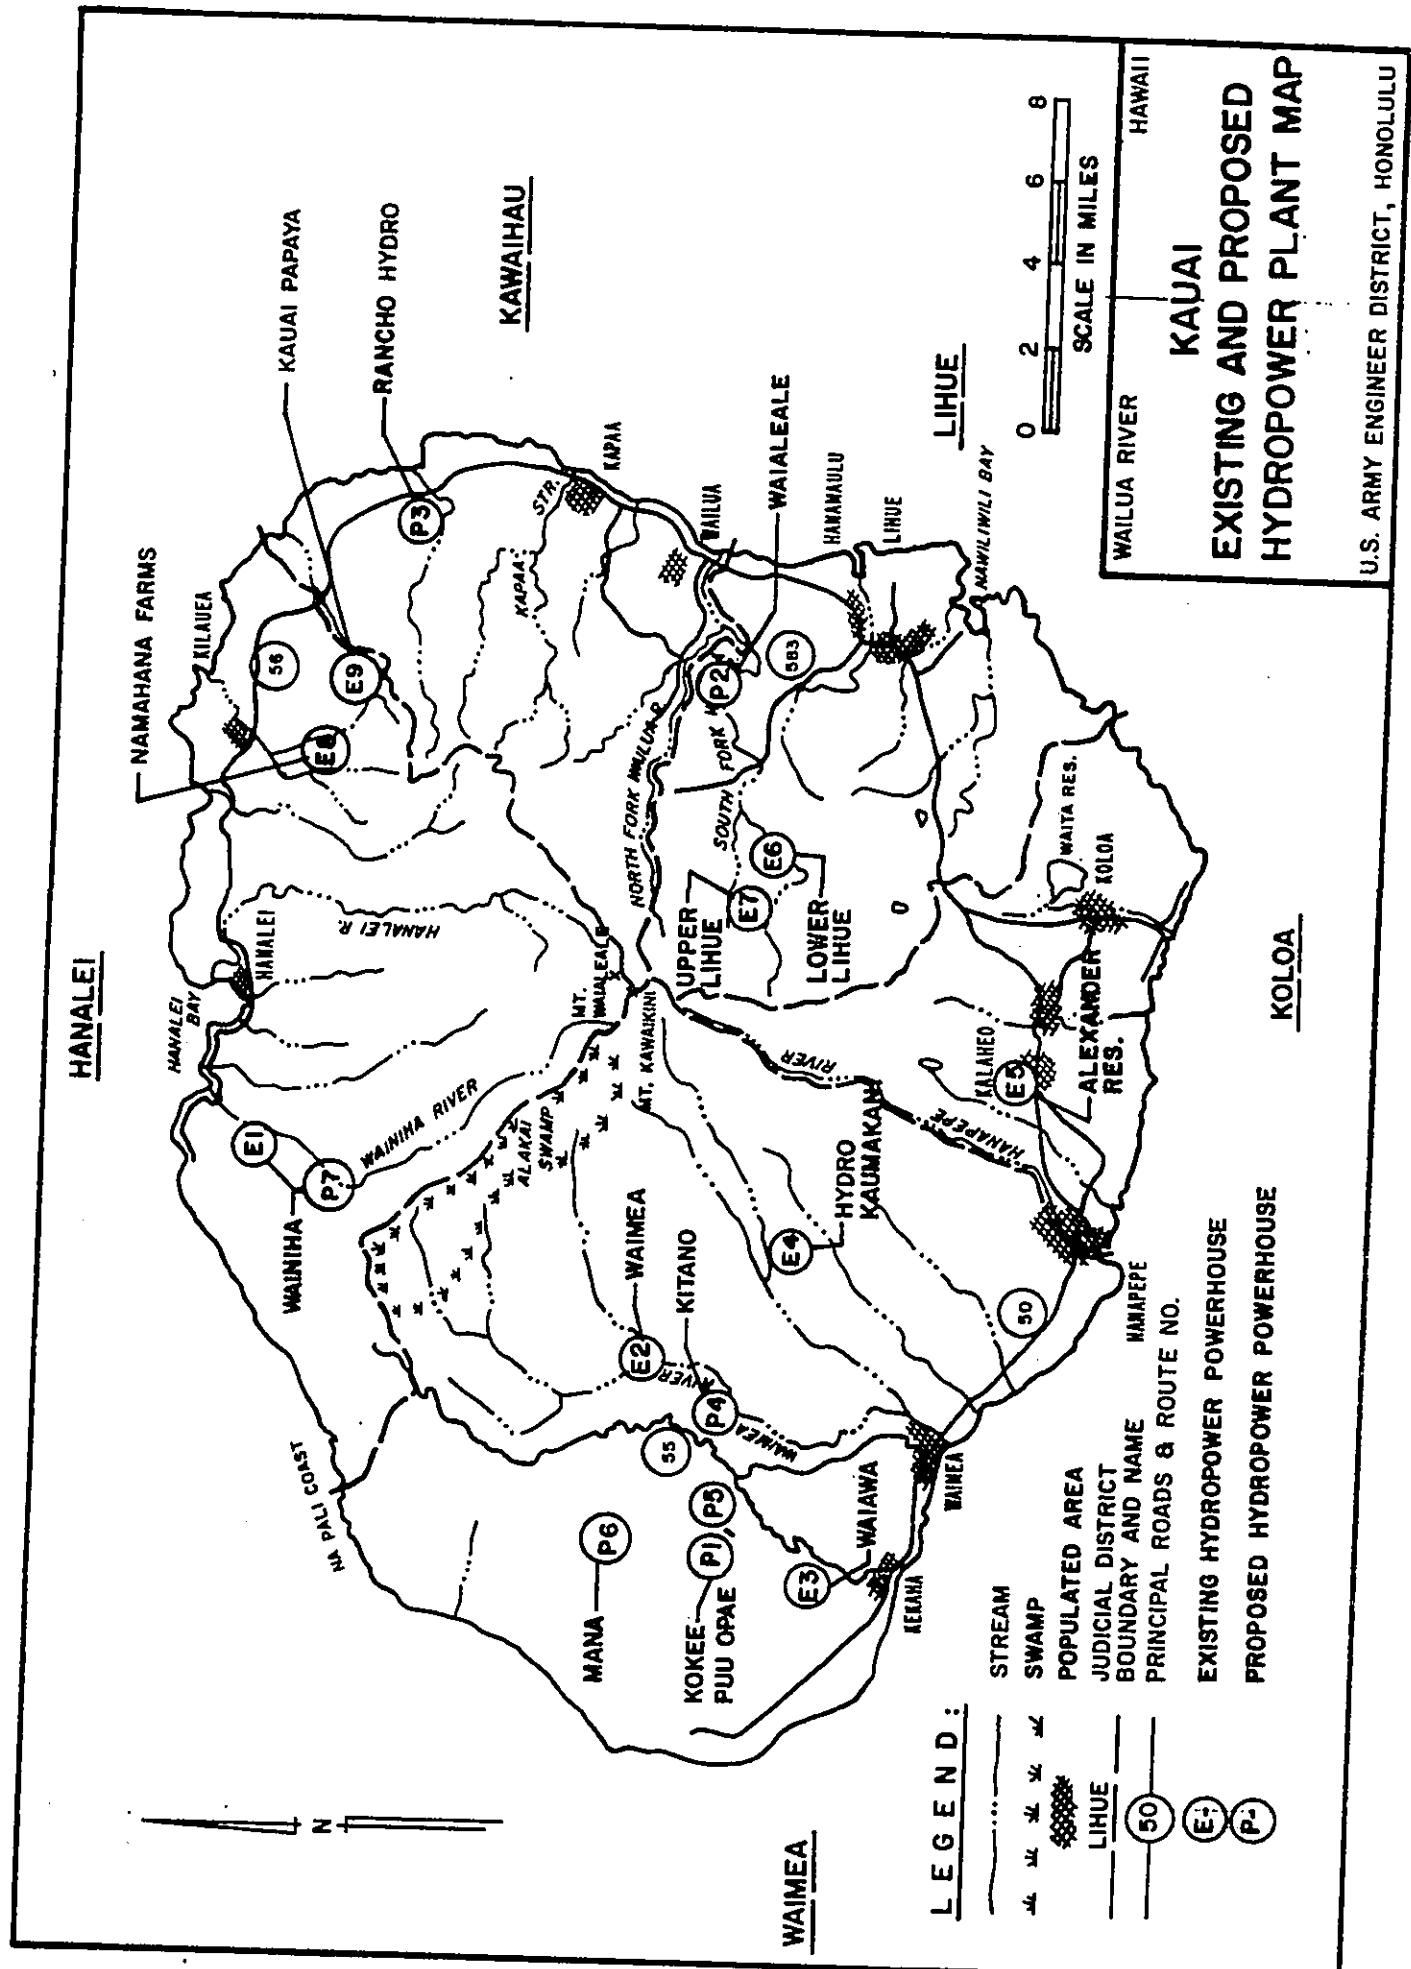 HANALEI
NAMAHANA FARMS
KILAUEA
KAUAI PAPAYA
RANCHO HYDRO
KAWAIHAU
HANALEI
BAY
HANALEI
HANALEI R.
56
E8
E9
P3
KAPAA
STR.
KAPAA
WAILUA
WAIALEALE
HANAMAULU
LIHUE
LIHUE
NAWILIWILI BAY
NA PALI COAST
E1
P7
WAINIHA
WAINIHA RIVER
ALAKAI
SWAMP
MT.
WAIALEALE
MT. KAWAIKINI
NORTH FORK WAILUA R.
SOUTH FORK W
P2
583
UPPER
LIHUE
E7
E6
LOWER
LIHUE
WAIMEA
E2
KITANO
P4
WAIMEA
RIVER
55
MANA
P6
KOKEE
P1
P5
PUU OPAE
E3
WAIAWA
KEKAHA
WAIMEA
E4
HYDRO
KAUMAKANI
HANAPEPE
RIVER
50
HANAPEPE
KALAHEO
E5
ALEXANDER
RES.
WAITA RES.
KOLOA
KOLOA
WAIMEA
N
LEGEND:
STREAM
SWAMP
POPULATED AREA
LIHUE
JUDICIAL DISTRICT
BOUNDARY AND NAME
50
PRINCIPAL ROADS & ROUTE NO.
E-
EXISTING HYDROPOWER POWERHOUSE
P-
PROPOSED HYDROPOWER POWERHOUSE
0 2 4 6 8
SCALE IN MILES
WAILUA RIVER HAWAII
KAUAI
EXISTING AND PROPOSED
HYDROPOWER PLANT MAP
U.S. ARMY ENGINEER DISTRICT, HONOLULU